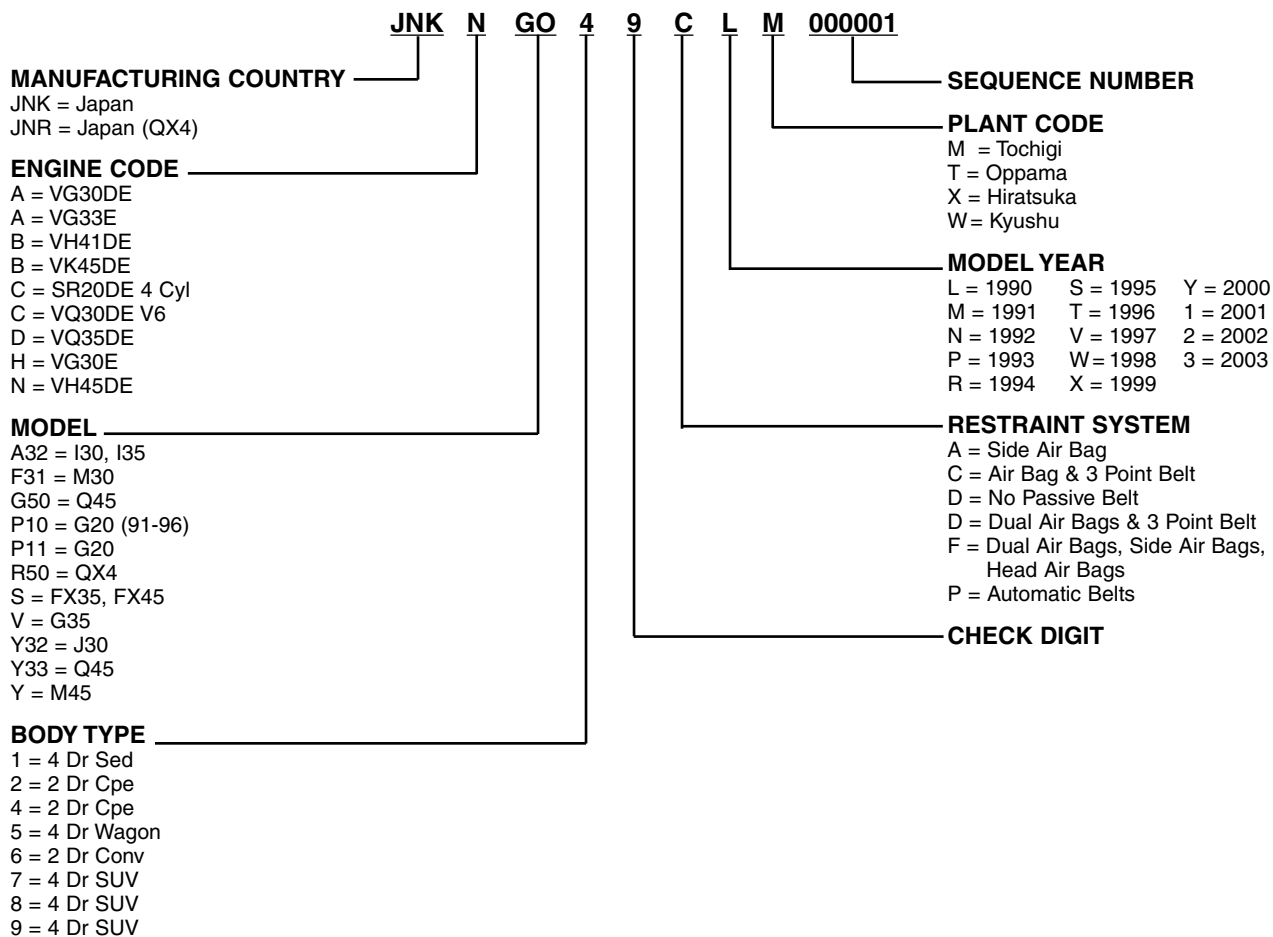 JNK N GO 4 9 C L M 000001
MANUFACTURING COUNTRY
JNK = Japan
JNR = Japan (QX4)
ENGINE CODE
A = VG30DE
A = VG33E
B = VH41DE
B = VK45DE
C = SR20DE 4 Cyl
C = VQ30DE V6
D = VQ35DE
H = VG30E
N = VH45DE
MODEL
A32 = I30, I35
F31 = M30
G50 = Q45
P10 = G20 (91-96)
P11 = G20
R50 = QX4
S = FX35, FX45
V = G35
Y32 = J30
Y33 = Q45
Y = M45
BODY TYPE
1 = 4 Dr Sed
2 = 2 Dr Cpe
4 = 2 Dr Cpe
5 = 4 Dr Wagon
6 = 2 Dr Conv
7 = 4 Dr SUV
8 = 4 Dr SUV
9 = 4 Dr SUV
SEQUENCE NUMBER
PLANT CODE
M = Tochigi
T = Oppama
X = Hiratsuka
W = Kyushu
MODEL YEAR
L = 1990 S = 1995 Y = 2000
M = 1991 T = 1996 1 = 2001
N = 1992 V = 1997 2 = 2002
P = 1993 W = 1998 3 = 2003
R = 1994 X = 1999
RESTRAINT SYSTEM
A = Side Air Bag
C = Air Bag & 3 Point Belt
D = No Passive Belt
D = Dual Air Bags & 3 Point Belt
F = Dual Air Bags, Side Air Bags,
Head Air Bags
P = Automatic Belts
CHECK DIGIT